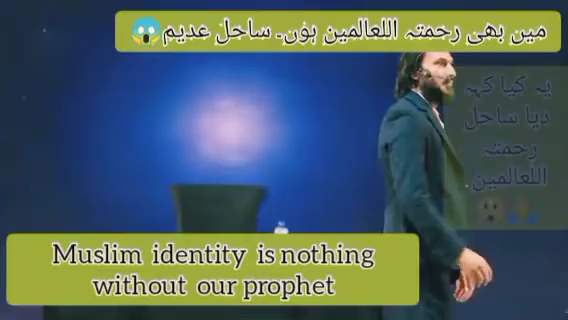 میں بھی رحمتہ اللعالمین ہوں۔ ساحل عدیم😱
یہ کیا کہہ
دیا ساحل
رحمتہ
اللعالمین
Muslim identity is nothing
without our prophet